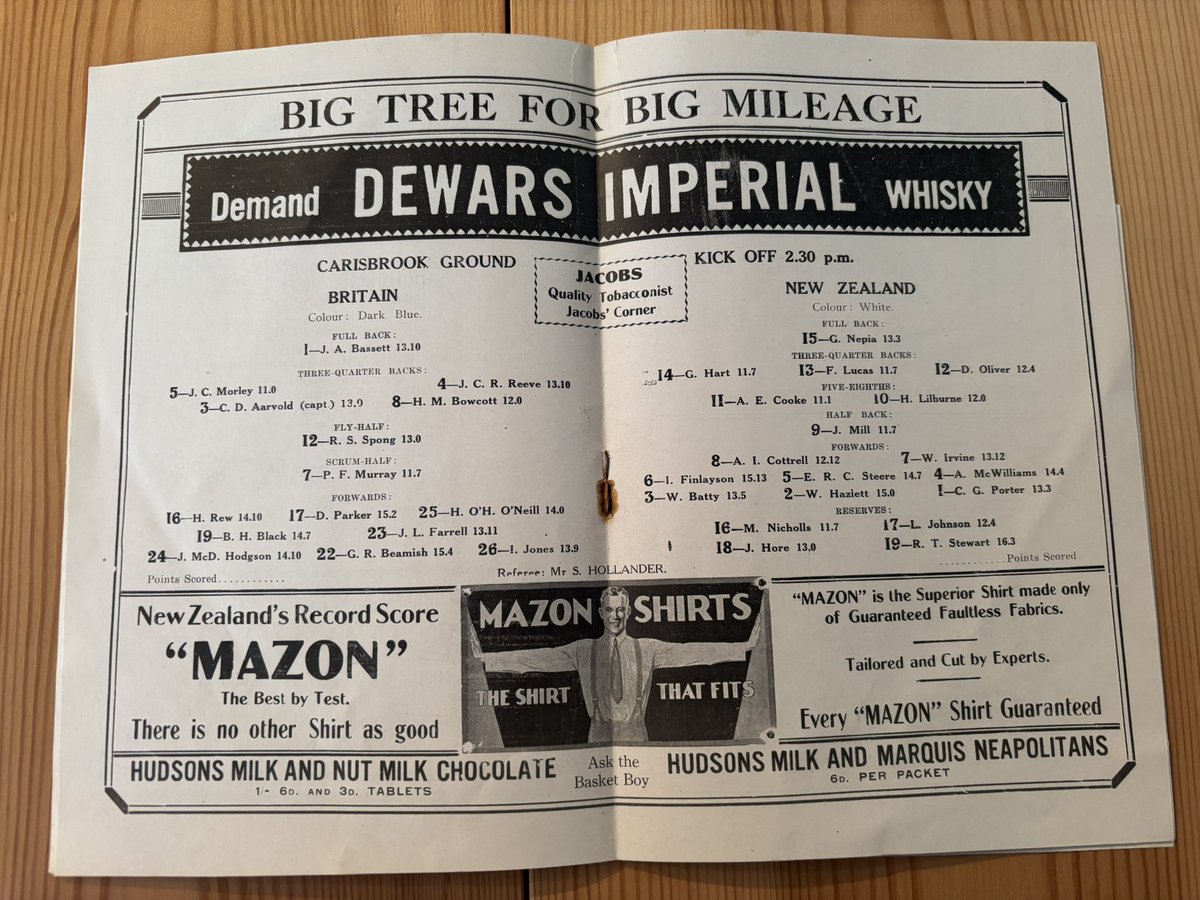 BIG TREE FOR BIG MILEAGE
Demand DEWARS IMPERIAL WHISKY
CARISBROOK GROUND
BRITAIN
Colour: Dark Blue.
FULL BACK:
1—J. A. Bassett 13.10
THREE-QUARTER BACKS:
5—J. C. Morley 11.0
4—J. C. R. Reeve 13.10
3—C. D. Aarvold (capt.) 13.9
8—H. M. Bowcott 12.0
FLY-HALF:
12—R. S. Spong 13.0
SCRUM-HALF:
7—P. F. Murray 11.7
FORWARDS:
16—H. Rew 14.10 17—D. Parker 15.2 25—H. O'H. O'Neill 14.0
19—B. H. Black 14.7 23—J. L. Farrell 13.11
24—J. McD. Hodgson 14.10 22—G. R. Beamish 15.4 26—I. Jones 13.9
Points Scored............
JACOBS
Quality Tobacconist
Jacobs' Corner
KICK OFF 2.30 p.m.
NEW ZEALAND
Colour: White.
FULL BACK:
15—G. Nepia 13.3
THREE-QUARTER BACKS:
14—G. Hart 11.7 13—F. Lucas 11.7 12—D. Oliver 12.4
FIVE-EIGHTHS:
11—A. E. Cooke 11.1 10—H. Lilburne 12.0
HALF BACK:
9—J. Mill 11.7
FORWARDS:
8—A. I. Cottrell 12.12 7—W. Irvine 13.12
6—I. Finlayson 15.13 5—E. R. C. Steere 14.7 4—A. McWilliams 14.4
3—W. Batty 13.5 2—W. Hazlett 15.0 1—C. G. Porter 13.3
RESERVES:
16—M. Nicholls 11.7 17—L. Johnson 12.4
18—J. Hore 13.0 19—R. T. Stewart 16.3
............Points Scored
Referee: Mr S. HOLLANDER.
New Zealand's Record Score
"MAZON"
The Best by Test.
There is no other Shirt as good
MAZON SHIRTS
THE SHIRT THAT FITS
"MAZON" is the Superior Shirt made only
of Guaranteed Faultless Fabrics.
Tailored and Cut by Experts.
Every "MAZON" Shirt Guaranteed
HUDSONS MILK AND NUT MILK CHOCOLATE
1/- 6D. AND 3D. TABLETS
Ask the
Basket Boy
HUDSONS MILK AND MARQUIS NEAPOLITANS
6D. PER PACKET